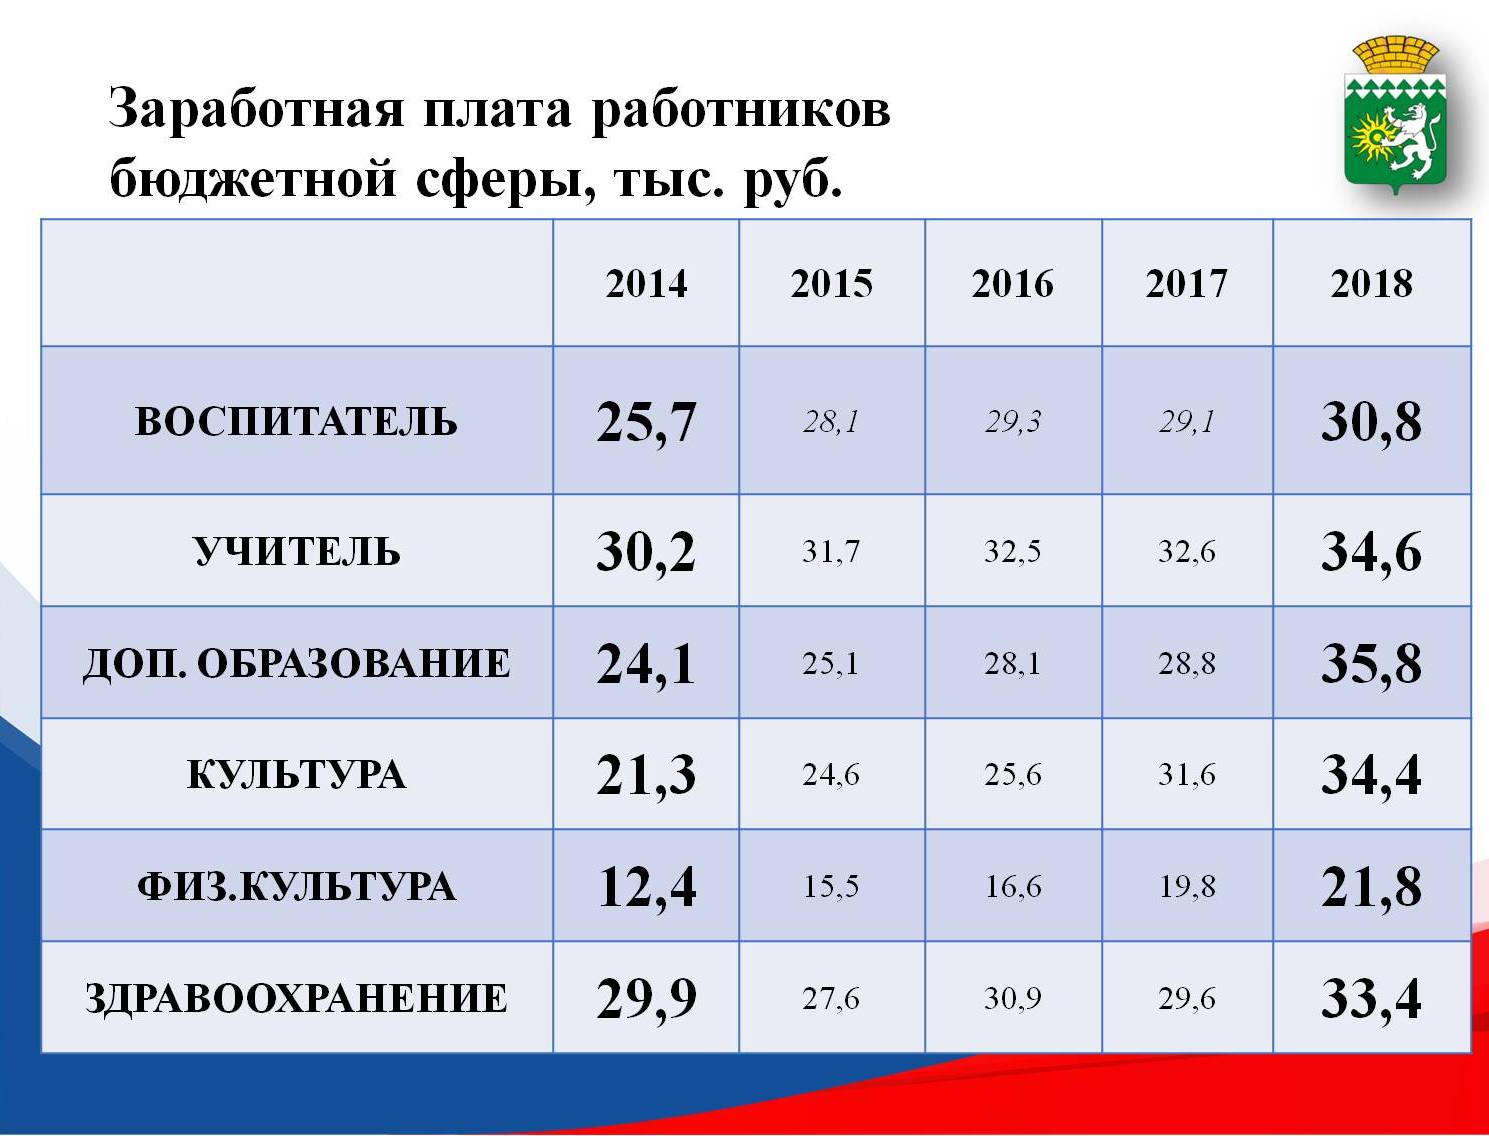 Заработная плата работников
бюджетной сферы, тыс. руб.
2014 2015 2016 2017 2018
ВОСПИТАТЕЛЬ 25,7 28,1 29,3 29,1 30,8
УЧИТЕЛЬ 30,2 31,7 32,5 32,6 34,6
ДОП. ОБРАЗОВАНИЕ 24,1 25,1 28,1 28,8 35,8
КУЛЬТУРА 21,3 24,6 25,6 31,6 34,4
ФИЗ.КУЛЬТУРА 12,4 15,5 16,6 19,8 21,8
ЗДРАВООХРАНЕНИЕ 29,9 27,6 30,9 29,6 33,4